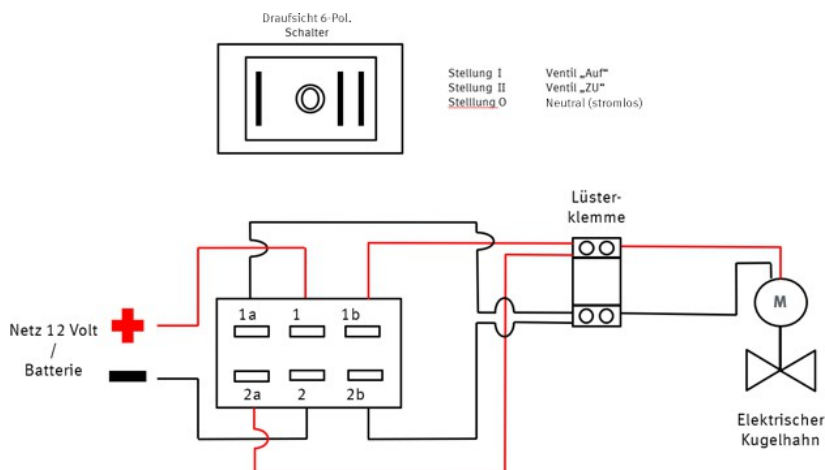 Draufsicht 6-Pol.
Schalter
Stellung I Ventil „Auf“
Stellung II Ventil „ZU“
Stelllung O Neutral (stromlos)
Lüster-
klemme
Netz 12 Volt
/
Batterie
1a 1 1b
2a 2 2b
M
Elektrischer
Kugelhahn